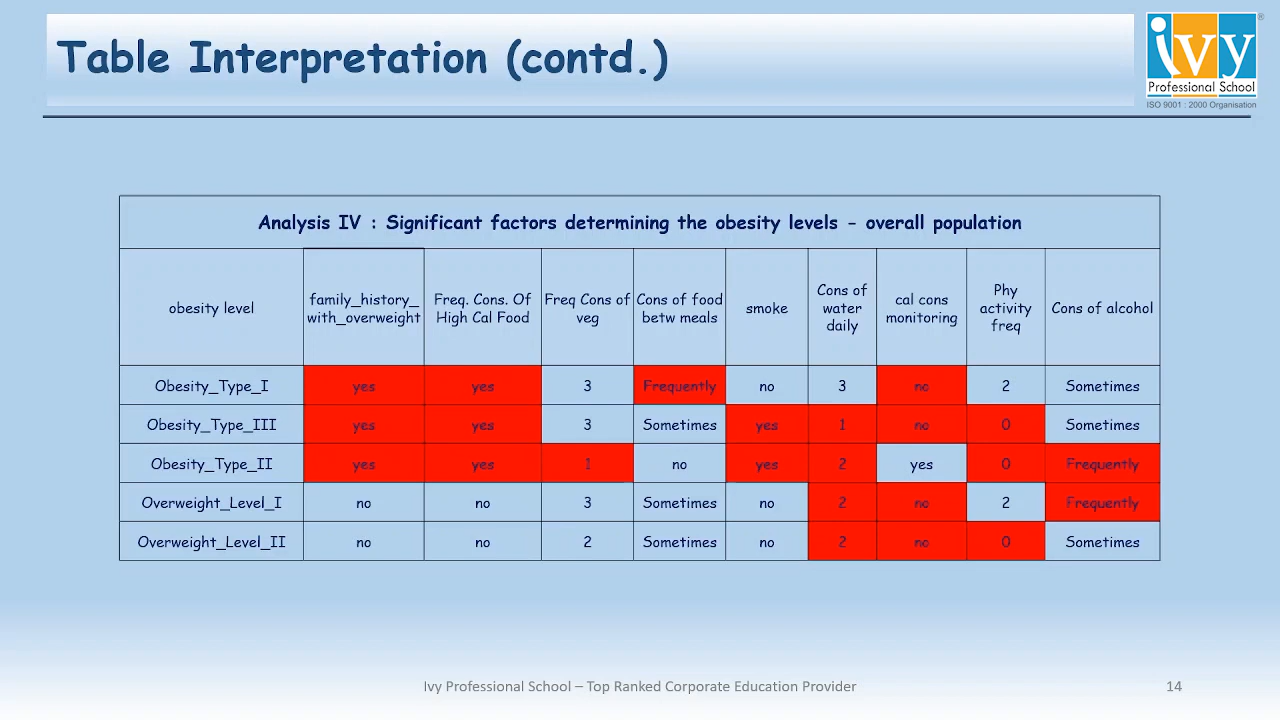 Table Interpretation (contd.)
ivy
®
Professional School
ISO 9001 : 2000 Organisation
Analysis IV : Significant factors determining the obesity levels - overall population
obesity level
family_history_
with_overweight
Freq. Cons. Of
High Cal Food
Freq Cons of
veg
Cons of food
betw meals
smoke
Cons of
water
daily
cal cons
monitoring
Phy
activity
freq
Cons of alcohol
Obesity_Type_I yes yes 3 Frequently no 3 no 2 Sometimes
Obesity_Type_III yes yes 3 Sometimes yes 1 no 0 Sometimes
Obesity_Type_II yes yes 1 no yes 2 yes 0 Frequently
Overweight_Level_I no no 3 Sometimes no 2 no 2 Frequently
Overweight_Level_II no no 2 Sometimes no 2 no 0 Sometimes
Ivy Professional School – Top Ranked Corporate Education Provider
14